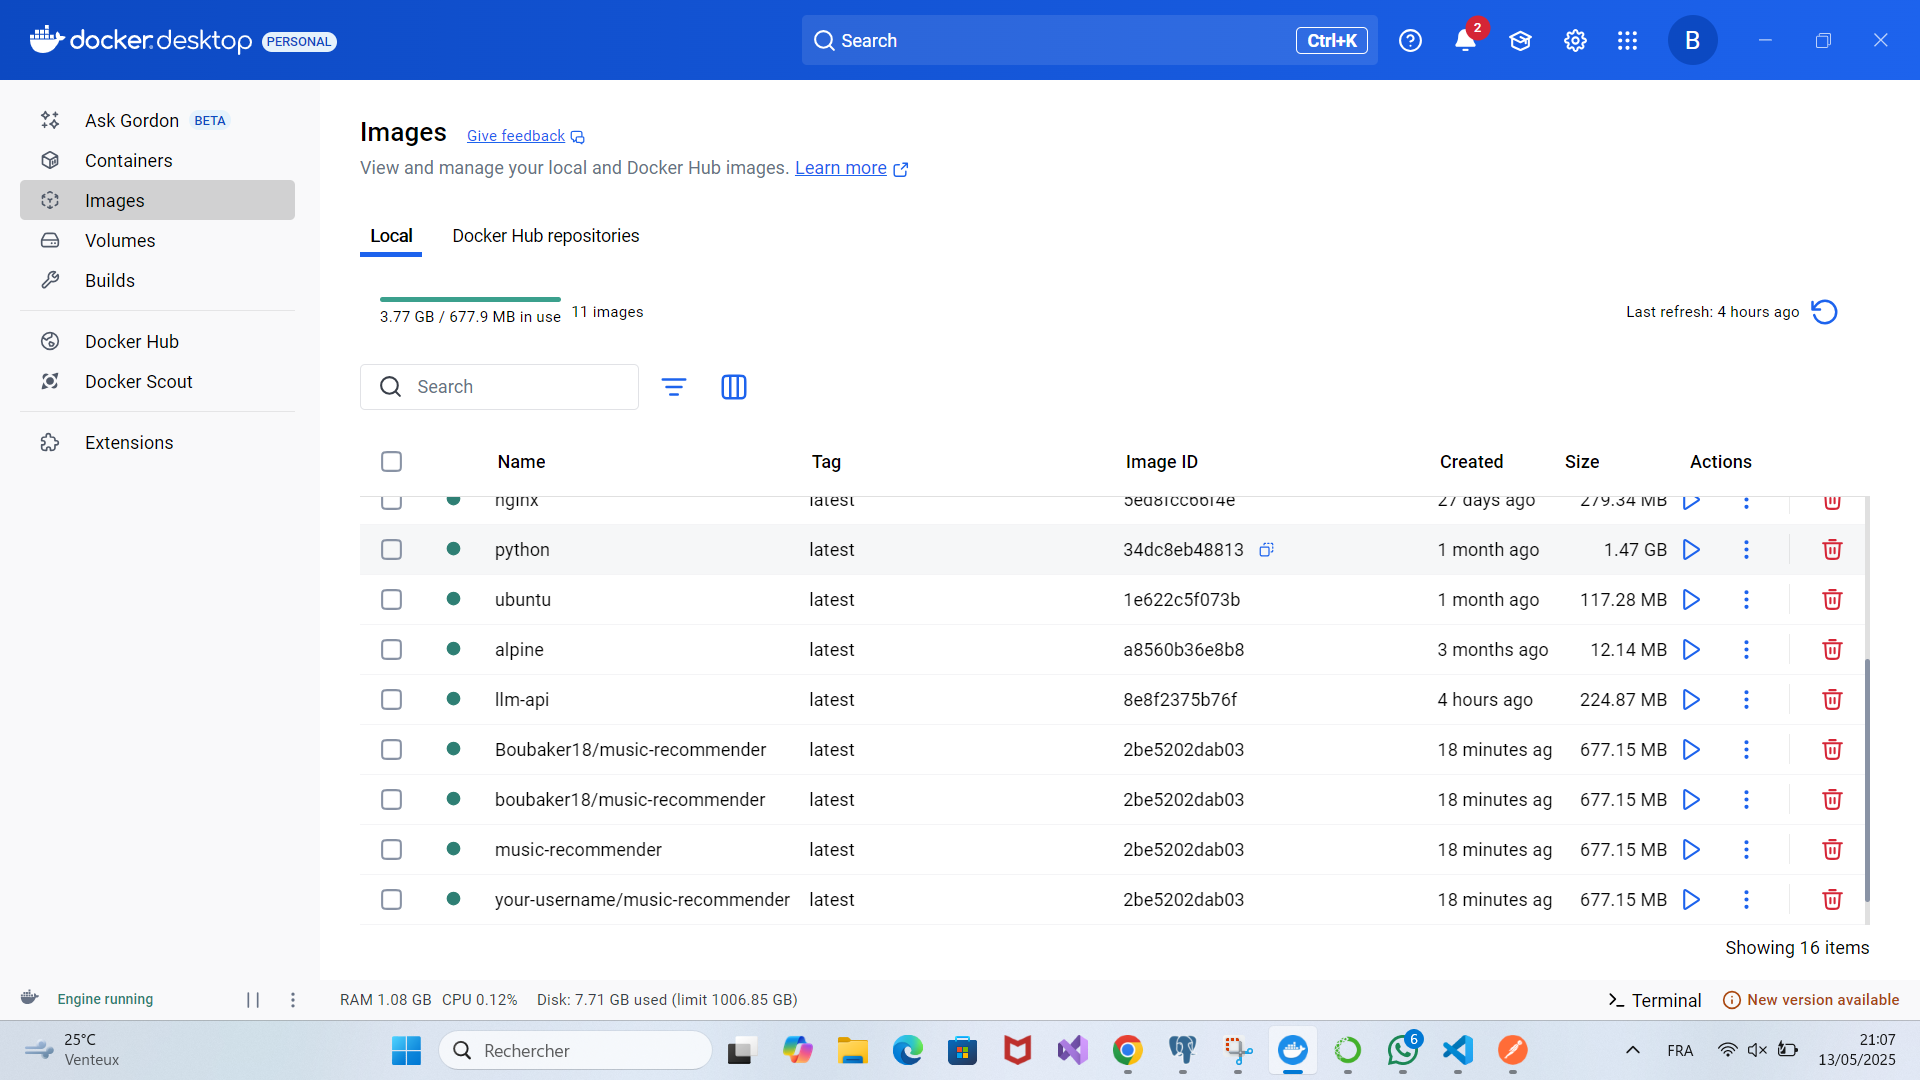 docker.desktop PERSONAL Search Ctrl+K 2 B
Ask Gordon BETA
Containers
Images
Volumes
Builds
Docker Hub
Docker Scout
Extensions
Images Give feedback
View and manage your local and Docker Hub images. Learn more
Local Docker Hub repositories
3.77 GB / 677.9 MB in use 11 images Last refresh: 4 hours ago
Search
Name Tag Image ID Created Size Actions
nginx latest 5ed8fcc66f4e 27 days ago 279.34 MB
python latest 34dc8eb48813 1 month ago 1.47 GB
ubuntu latest 1e622c5f073b 1 month ago 117.28 MB
alpine latest a8560b36e8b8 3 months ago 12.14 MB
llm-api latest 8e8f2375b76f 4 hours ago 224.87 MB
Boubaker18/music-recommender latest 2be5202dab03 18 minutes ag 677.15 MB
boubaker18/music-recommender latest 2be5202dab03 18 minutes ag 677.15 MB
music-recommender latest 2be5202dab03 18 minutes ag 677.15 MB
your-username/music-recommender latest 2be5202dab03 18 minutes ag 677.15 MB
Showing 16 items
Engine running RAM 1.08 GB CPU 0.12% Disk: 7.71 GB used (limit 1006.85 GB) Terminal New version available
25°C
Venteux
Rechercher
6
FRA
21:07
13/05/2025